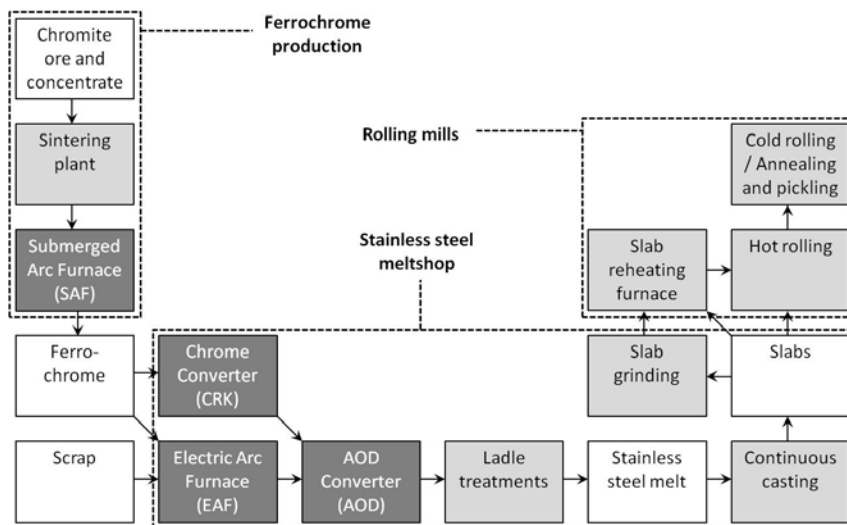 Chromite
ore and
concentrate
Ferrochrome
production
Sintering
plant
Rolling mills
Cold rolling
/ Annealing
and pickling
Submerged
Arc Furnace
(SAF)
Stainless steel
meltshop
Slab
reheating
furnace
Hot rolling
Ferro-
chrome
Chrome
Converter
(CRK)
Slab
grinding
Slabs
Scrap
Electric Arc
Furnace
(EAF)
AOD
Converter
(AOD)
Ladle
treatments
Stainless
steel melt
Continuous
casting